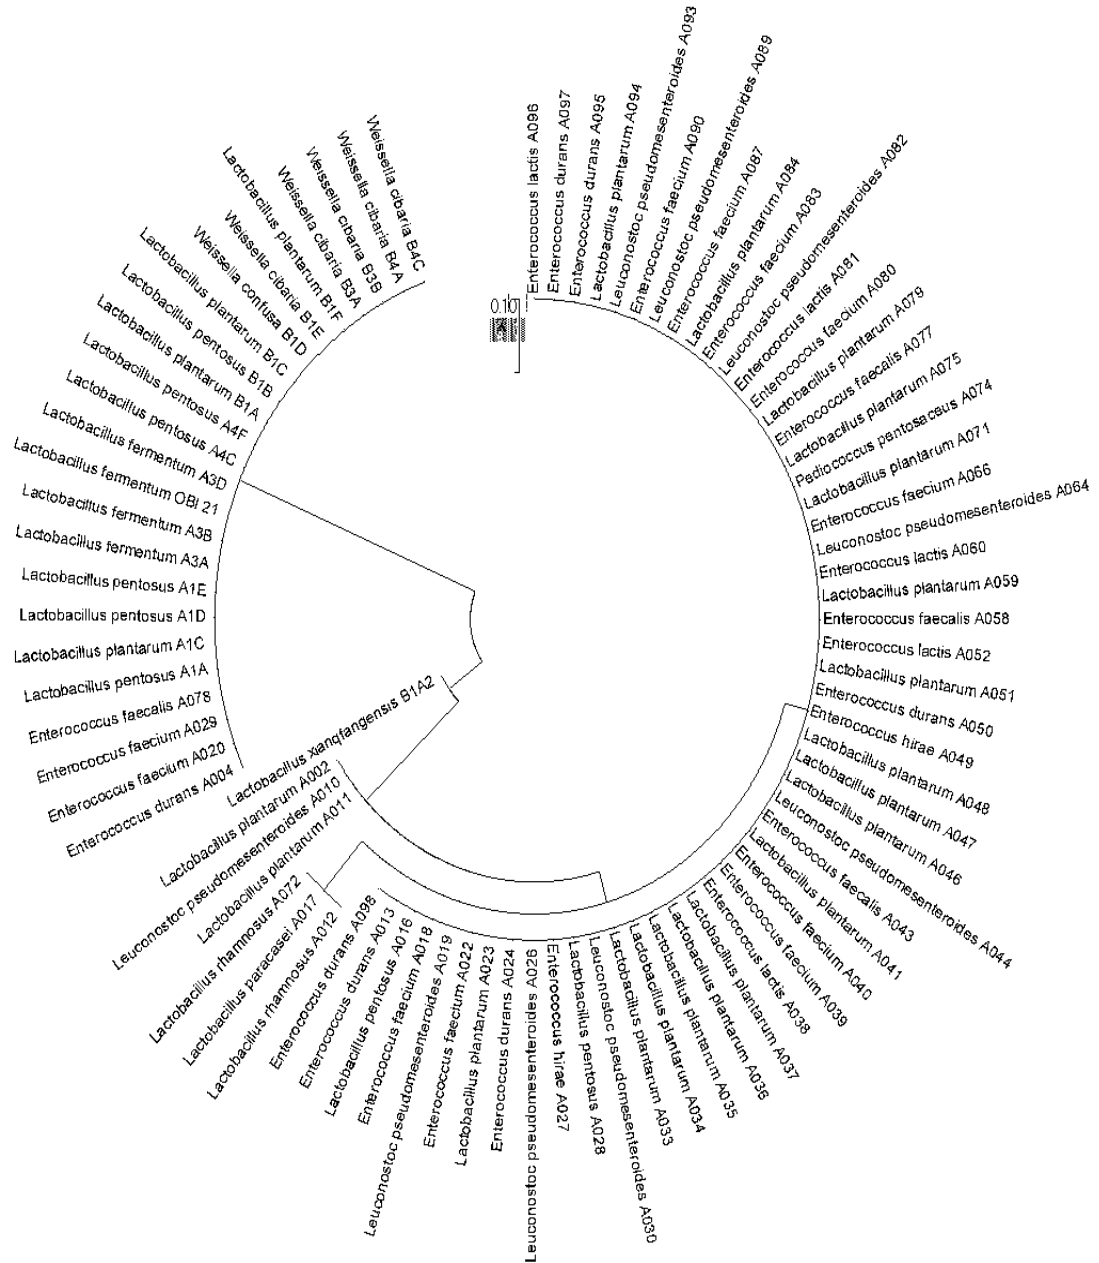 Enterococcus lactis A096
Enterococcus durans A097
Enterococcus durans A095
Lactobacillus plantarum A094
Leuconostoc pseudomesenteroides A093
Enterococcus faecium A090
Leuconostoc pseudomesenteroides A089
Enterococcus faecium A087
Lactobacillus plantarum A084
Enterococcus faecium A083
Leuconostoc pseudomesenteroides A082
Enterococcus lactis A081
Enterococcus faecium A080
Lactobacillus plantarum A079
Enterococcus faecalis A077
Lactobacillus plantarum A075
Pediococcus pentosaceus A074
Lactobacillus plantarum A071
Enterococcus faecium A066
Leuconostoc pseudomesenteroides A064
Enterococcus lactis A060
Lactobacillus plantarum A059
Enterococcus faecalis A058
Enterococcus lactis A052
Lactobacillus plantarum A051
Enterococcus durans A050
Enterococcus hirae A049
Lactobacillus plantarum A048
Lactobacillus plantarum A047
Lactobacillus plantarum A046
Leuconostoc pseudomesenteroides A044
Enterococcus faecalis A043
Lactobacillus plantarum A041
Enterococcus faecium A040
Enterococcus faecium A039
Enterococcus lactis A038
Lactobacillus plantarum A037
Lactobacillus plantarum A036
Lactobacillus plantarum A035
Lactobacillus plantarum A034
Lactobacillus plantarum A033
Leuconostoc pseudomesenteroides A030
Lactobacillus pentosus A028
Enterococcus hirae A027
Leuconostoc pseudomesenteroides A026
Enterococcus durans A024
Lactobacillus plantarum A023
Enterococcus faecium A022
Leuconostoc pseudomesenteroides A019
Enterococcus faecium A018
Lactobacillus pentosus A016
Enterococcus durans A013
Enterococcus durans A098
Lactobacillus rhamnosus A012
Lactobacillus paracasei A017
Lactobacillus rhamnosus A072
Lactobacillus plantarum A011
Leuconostoc pseudomesenteroides A010
Lactobacillus plantarum A002
Lactobacillus xianqfangensis B1A2
Enterococcus durans A004
Enterococcus faecium A020
Enterococcus faecium A029
Enterococcus faecalis A078
Lactobacillus pentosus A1A
Lactobacillus plantarum A1C
Lactobacillus pentosus A1D
Lactobacillus pentosus A1E
Lactobacillus fermentum A3A
Lactobacillus fermentum A3B
Lactobacillus fermentum OBI 21
Lactobacillus fermentum A3D
Lactobacillus pentosus A4C
Lactobacillus pentosus A4F
Lactobacillus plantarum B1A
Lactobacillus pentosus B1B
Lactobacillus plantarum B1C
Weissella confusa B1D
Weissella cibaria B1E
Lactobacillus plantarum B1F
Weissella cibaria B3A
Weissella cibaria B3B
Weissella cibaria B4A
Weissella cibaria B4C